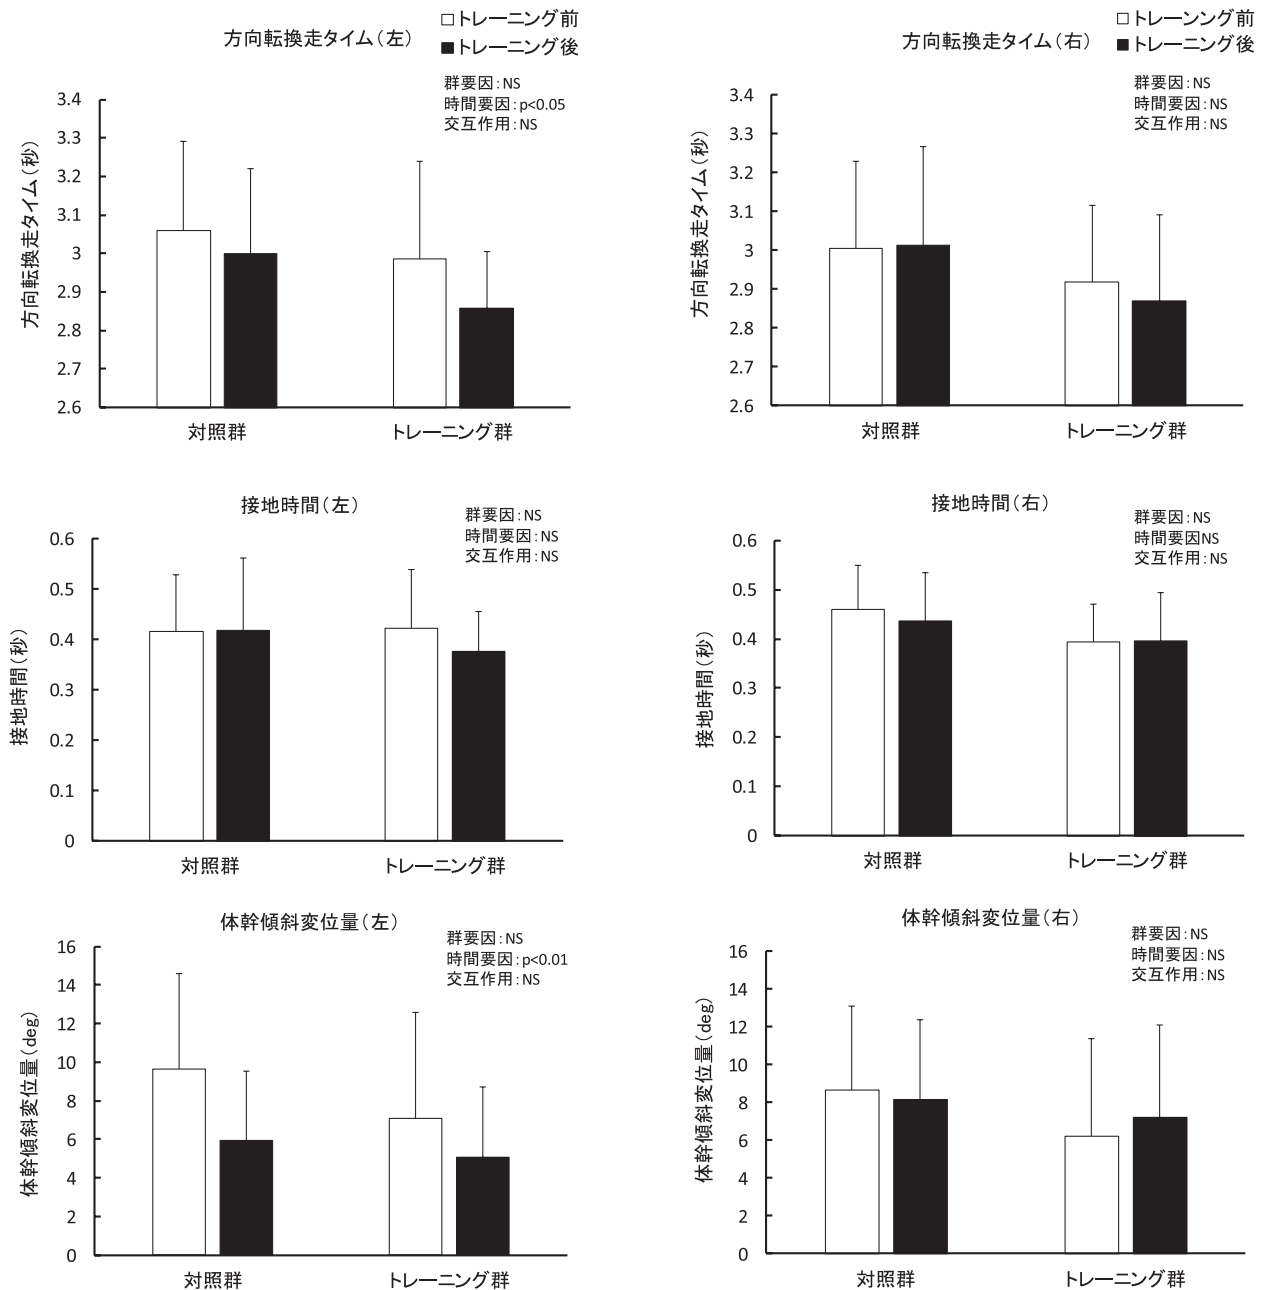 方向転換走タイム（左）
□トレーニング前
■トレーニング後
群要因：NS
時間要因：p<0.05
交互作用：NS
方向転換走タイム（秒）
3.4
3.3
3.2
3.1
3
2.9
2.8
2.7
2.6
対照群
トレーニング群
方向転換走タイム（右）
□トレーンング前
■トレーニング後
群要因：NS
時間要因：NS
交互作用：NS
方向転換走タイム（秒）
3.4
3.3
3.2
3.1
3
2.9
2.8
2.7
2.6
対照群
トレーニング群
接地時間（左）
群要因：NS
時間要因：NS
交互作用：NS
接地時間（秒）
0.6
0.5
0.4
0.3
0.2
0.1
0
対照群
トレーニング群
接地時間（右）
群要因：NS
時間要因NS
交互作用：NS
接地時間（秒）
0.6
0.5
0.4
0.3
0.2
0.1
0
対照群
トレーニング群
体幹傾斜変位量（左）
群要因：NS
時間要因：p<0.01
交互作用：NS
体幹傾斜変位量（deg）
16
14
12
10
8
6
4
2
0
対照群
トレーニング群
体幹傾斜変位量（右）
群要因：NS
時間要因：NS
交互作用：NS
体幹傾斜変位量（deg）
16
14
12
10
8
6
4
2
0
対照群
トレーニング群